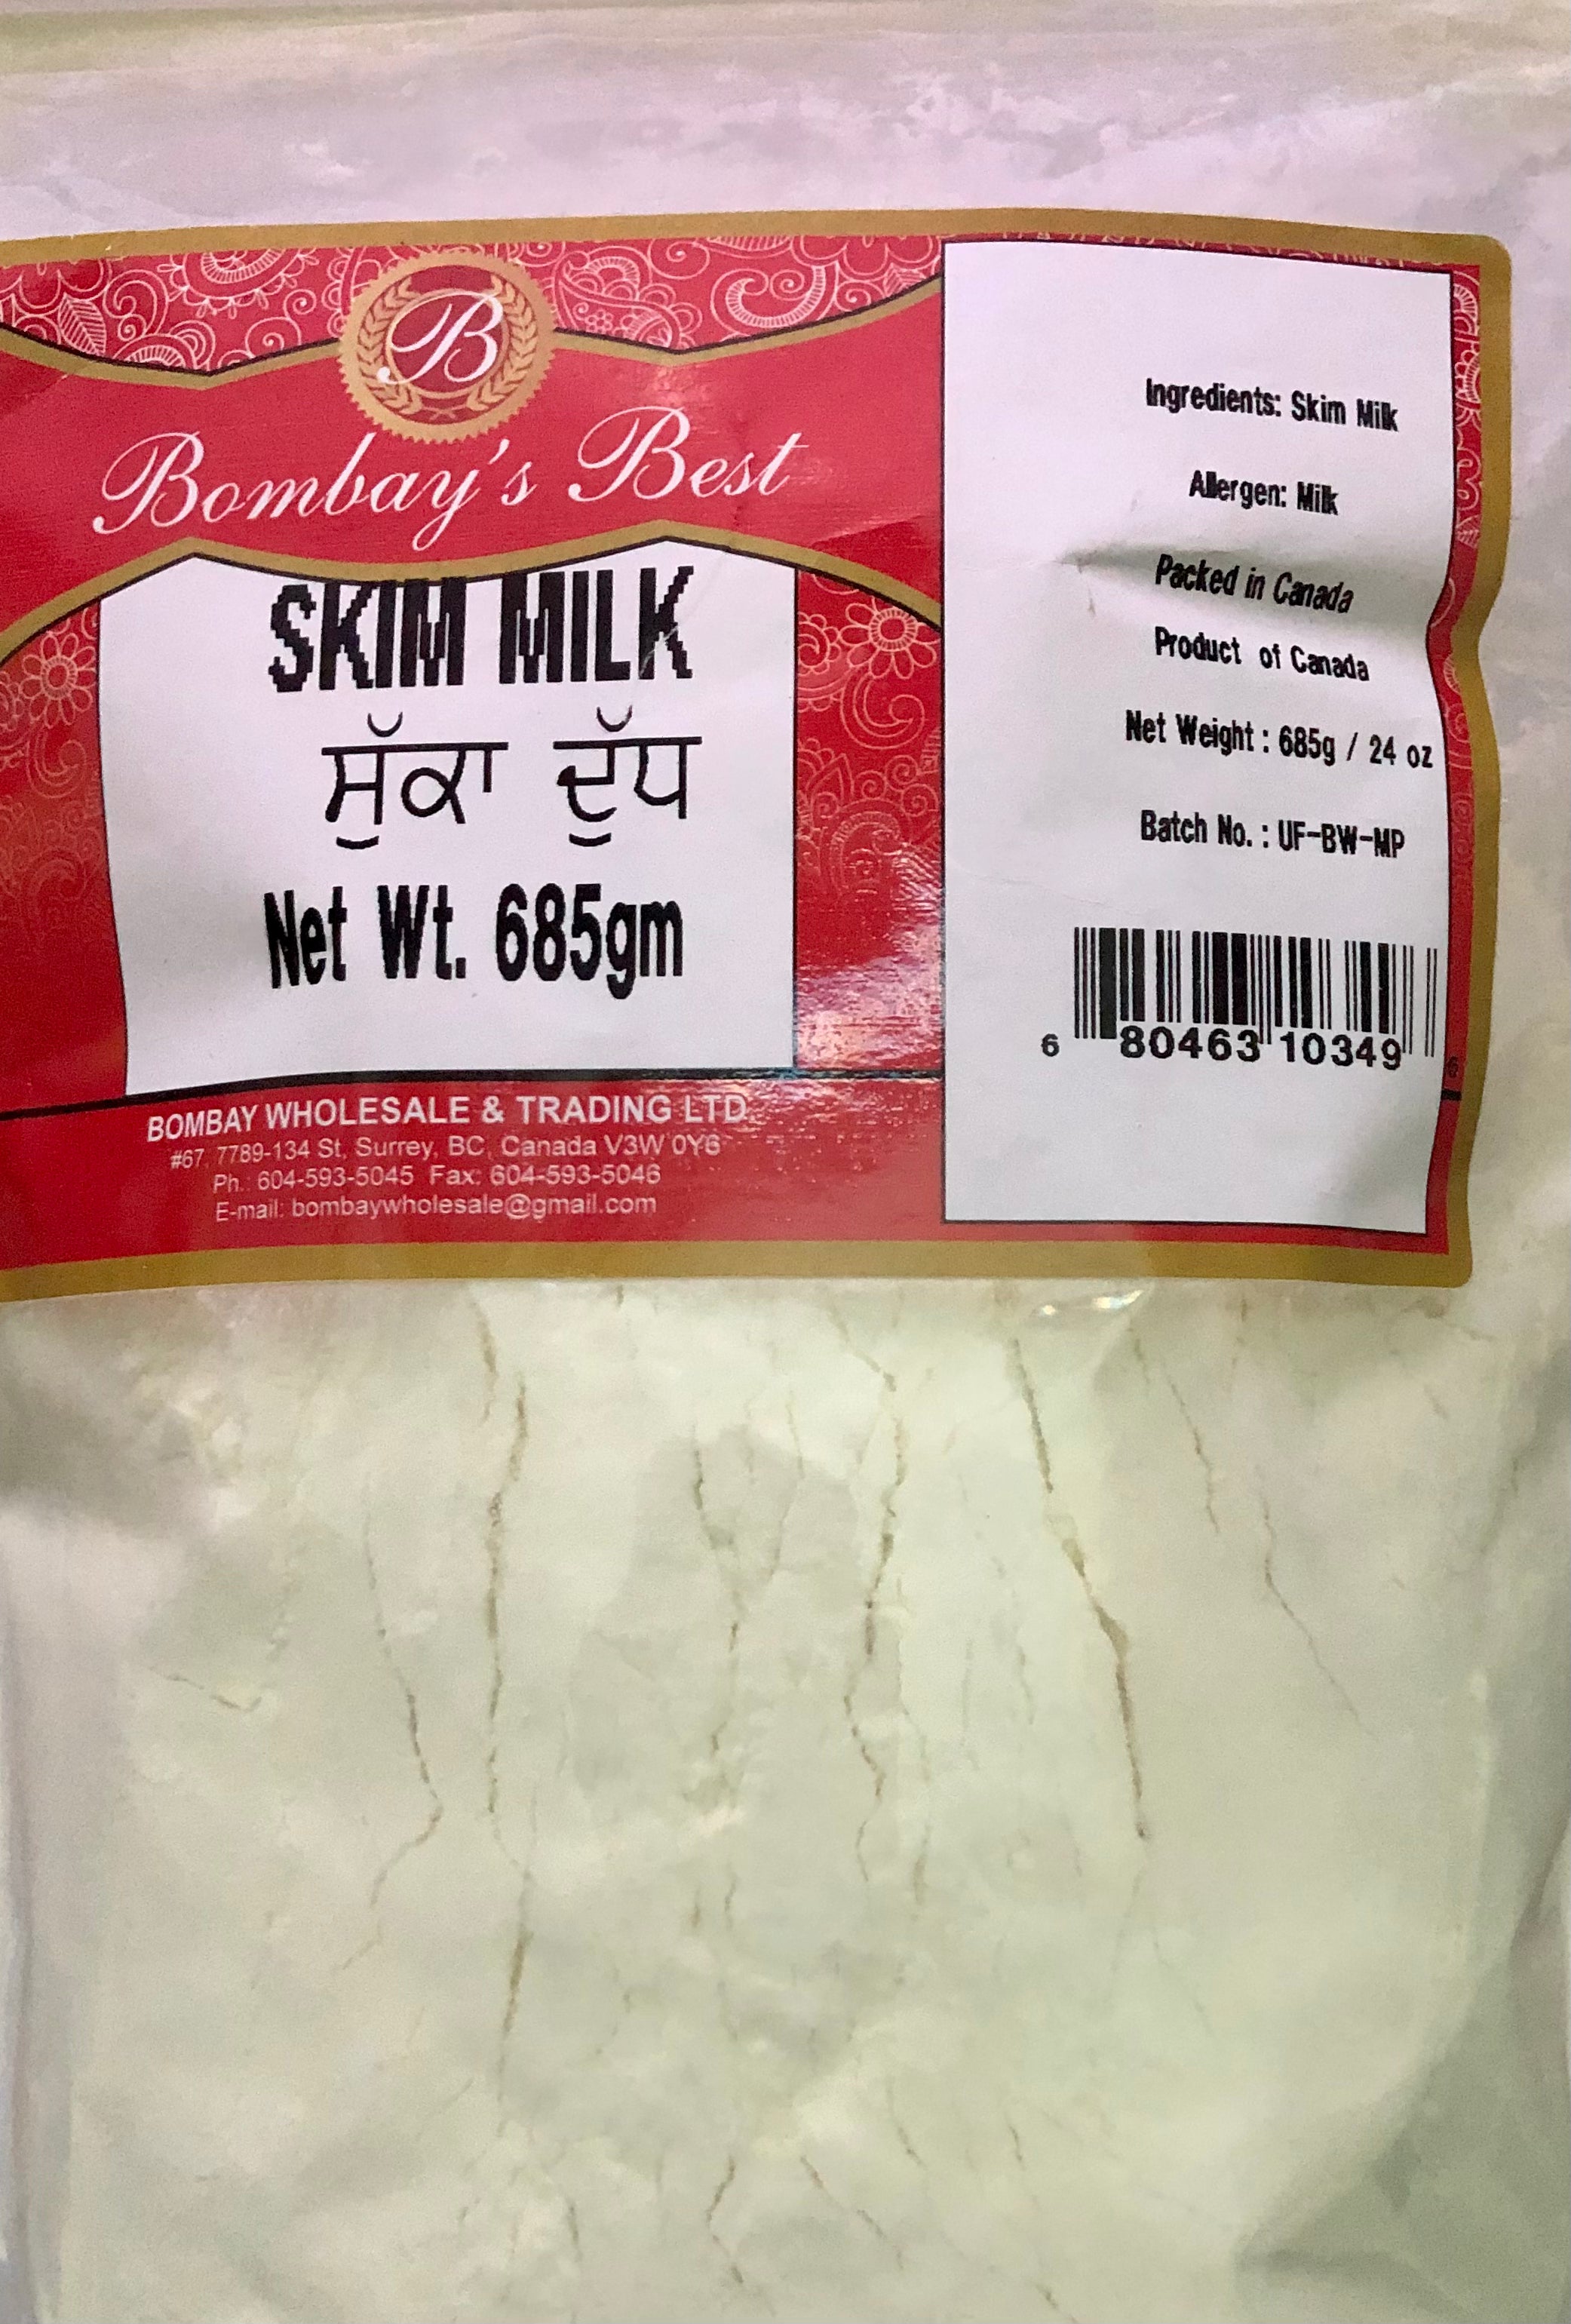 B
Bombay's Best
SKIM MILK
ਸੁੱਕਾ ਦੁੱਧ
Net Wt. 685gm
BOMBAY WHOLESALE & TRADING LTD.
#67, 7789-134 St, Surrey, BC, Canada V3W 0Y6
Ph.: 604-593-5045 Fax: 604-593-5046
E-mail: bombaywholesale@gmail.com
Ingredients: Skim Milk
Allergen: Milk
Packed in Canada
Product of Canada
Net Weight : 685g / 24 oz
Batch No. : UF-BW-MP
6 80463 10349 6